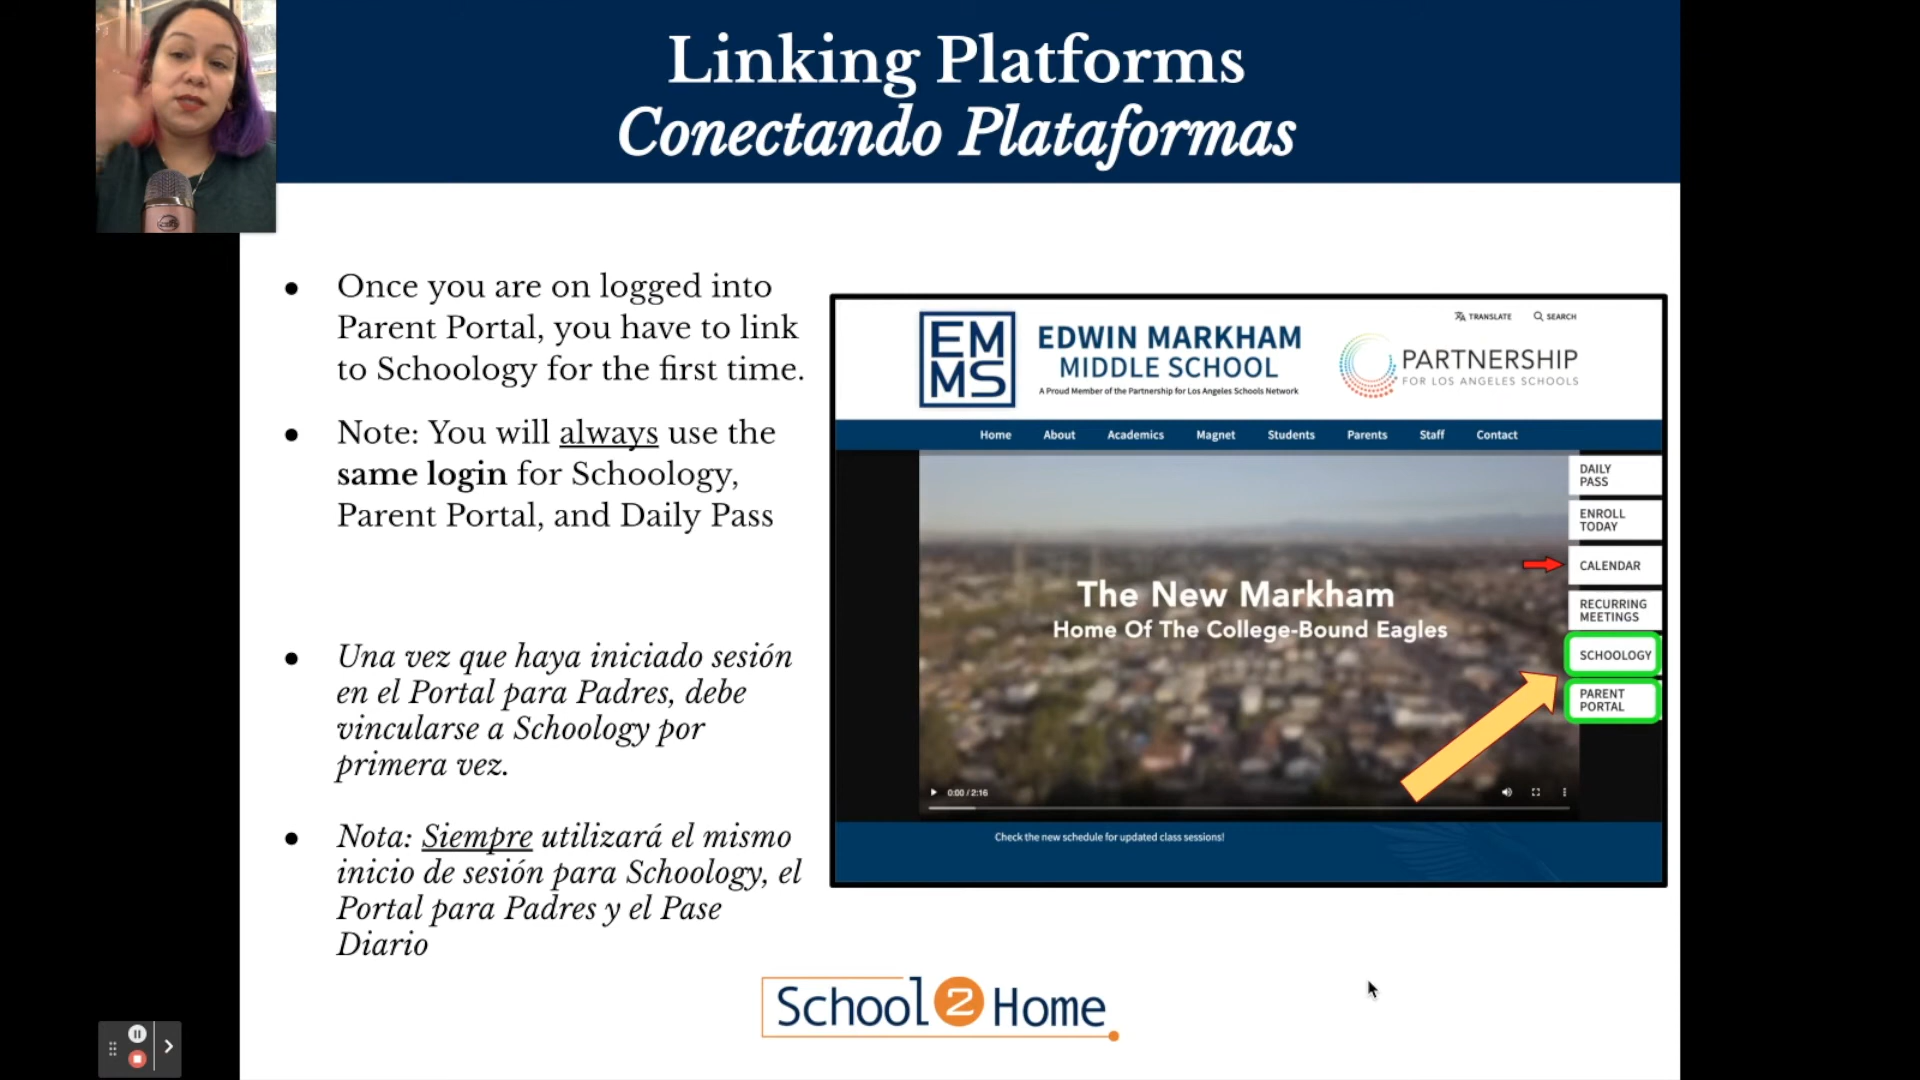 Linking Platforms
Conectando Plataformas
Once you are on logged into
Parent Portal, you have to link
to Schoology for the first time.
Note: You will always use the
same login for Schoology,
Parent Portal, and Daily Pass
Una vez que haya iniciado sesión
en el Portal para Padres, debe
vincularse a Schoology por
primera vez.
Nota: Siempre utilizará el mismo
inicio de sesión para Schoology, el
Portal para Padres y el Pase
Diario
TRANSLATE SEARCH
EM
MS
EDWIN MARKHAM
MIDDLE SCHOOL
A Proud Member of the Partnership for Los Angeles Schools Network
PARTNERSHIP
FOR LOS ANGELES SCHOOLS
Home About Academics Magnet Students Parents Staff Contact
DAILY
PASS
ENROLL
TODAY
CALENDAR
RECURRING
MEETINGS
SCHOOLOGY
PARENT
PORTAL
The New Markham
Home Of The College-Bound Eagles
0:00 / 2:16
Check the new schedule for updated class sessions!
School 2 Home